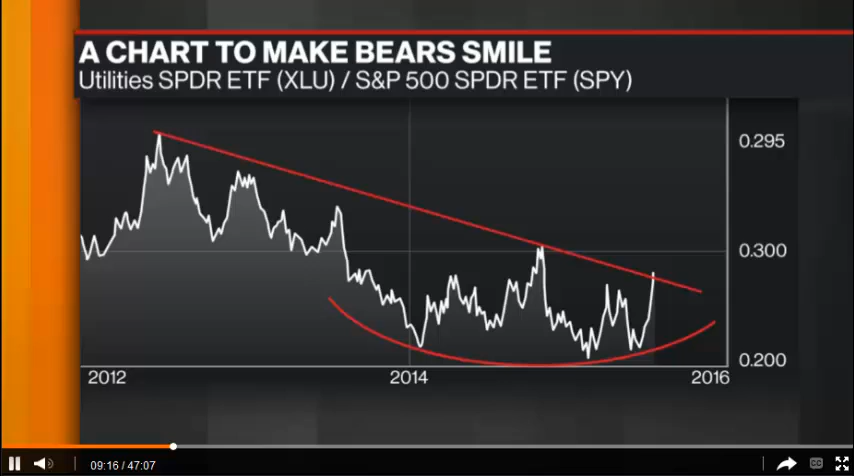 A CHART TO MAKE BEARS SMILE
Utilities SPDR ETF (XLU) / S&P 500 SPDR ETF (SPY)
0.295
0.300
0.200
2012 2014 2016
09:16 / 47:07
CC